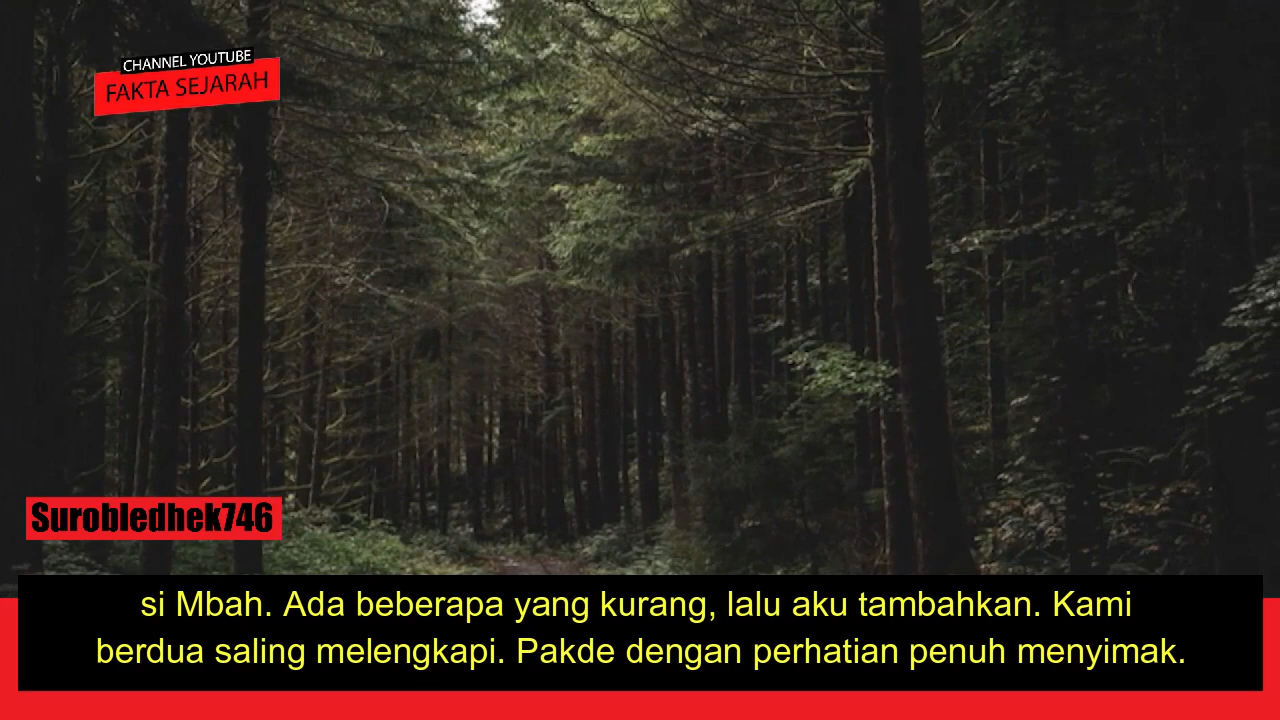 CHANNEL YOUTUBE
FAKTA SEJARAH
Surobledhek746
si Mbah. Ada beberapa yang kurang, lalu aku tambahkan. Kami
berdua saling melengkapi. Pakde dengan perhatian penuh menyimak.